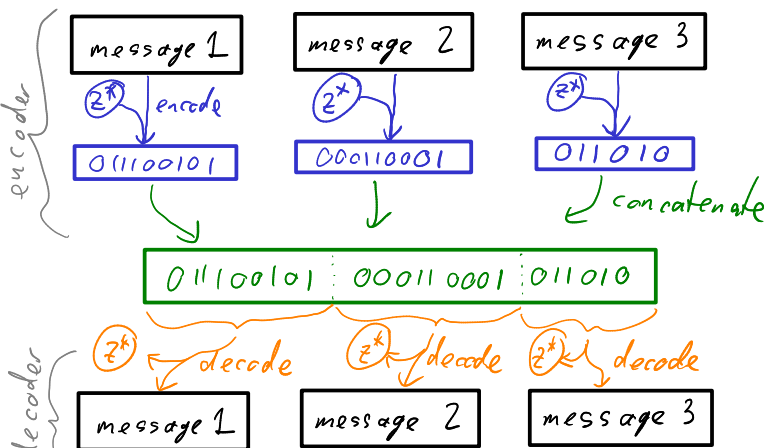 message 1 message 2 message 3
z* encode z* z*
encoder
011100101 000110001 011010
concatenate
011100101 000110001 011010
z* decode z* decode z* decode
decoder
message 1 message 2 message 3